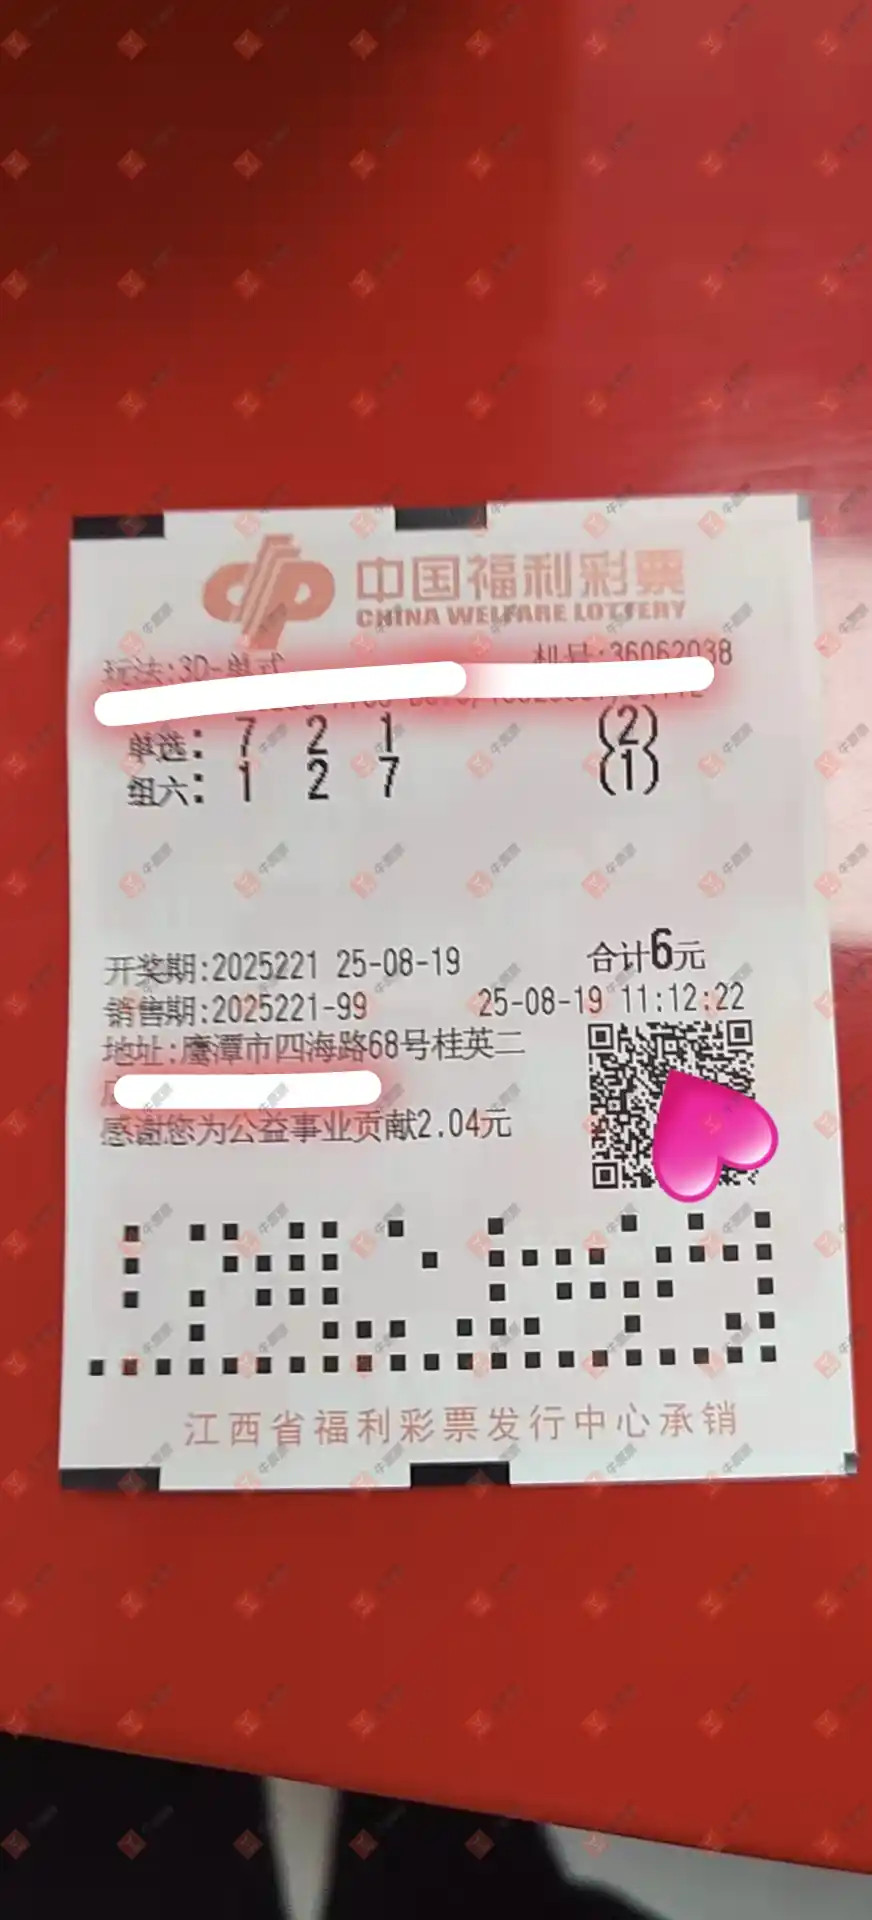 中国福利彩票
CHINA WELFARE LOTTERY
玩法:3D-单式 机号:36062038
单选: 7 2 1 (2)
组六: 1 2 7 (1)
开奖期:2025221 25-08-19 合计6元
销售期:2025221-99 25-08-19 11:12:22
地址:鹰潭市四海路68号桂英二
感谢您为公益事业贡献2.04元
江西省福利彩票发行中心承销